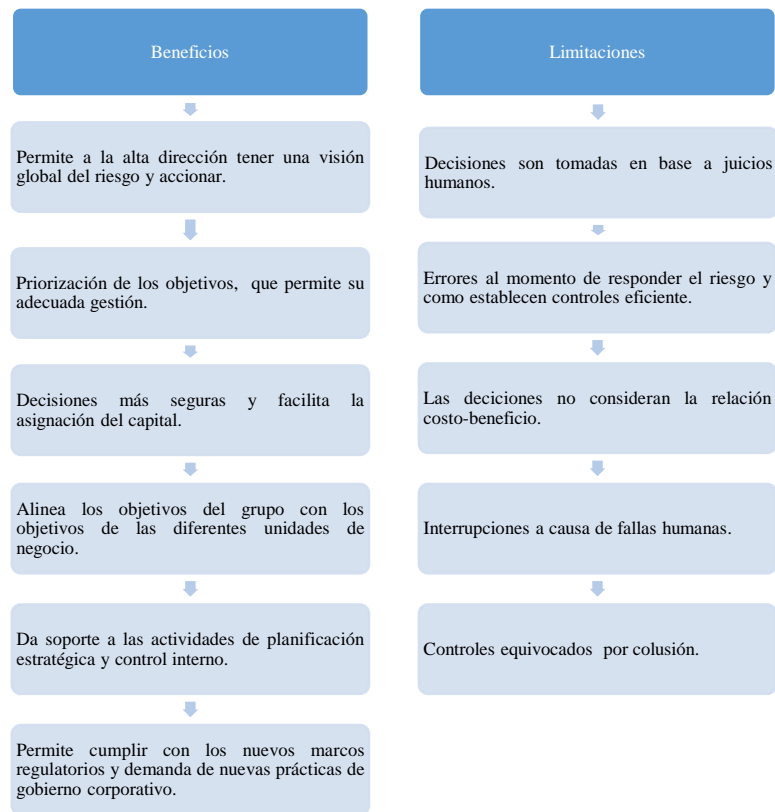 Beneficios
Permite a la alta dirección tener una visión
global del riesgo y accionar.
Priorización de los objetivos, que permite su
adecuada gestión.
Decisiones más seguras y facilita la
asignación del capital.
Alinea los objetivos del grupo con los
objetivos de las diferentes unidades de
negocio.
Da soporte a las actividades de planificación
estratégica y control interno.
Permite cumplir con los nuevos marcos
regulatorios y demanda de nuevas prácticas de
gobierno corporativo.
Limitaciones
Decisiones son tomadas en base a juicios
humanos.
Errores al momento de responder el riesgo y
como establecen controles eficiente.
Las deciciones no consideran la relación
costo-beneficio.
Interrupciones a causa de fallas humanas.
Controles equivocados por colusión.